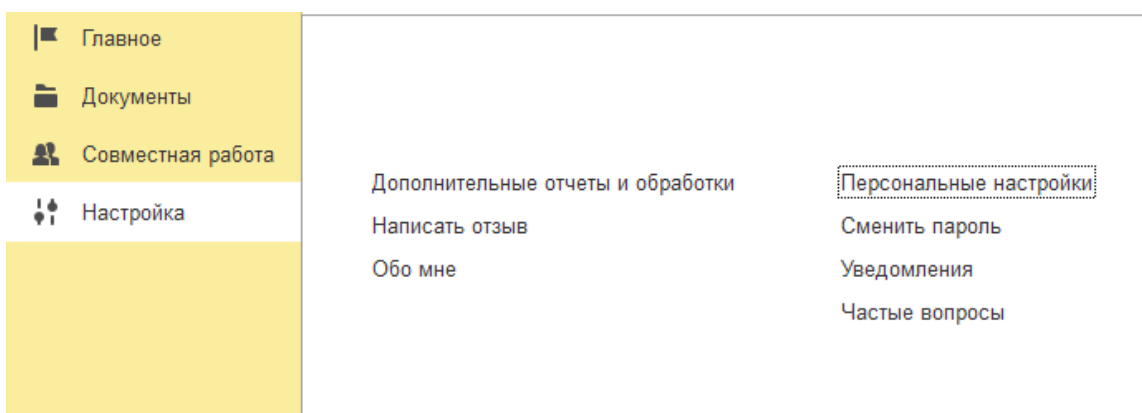 Главное
Документы
Совместная работа
Настройка
Дополнительные отчеты и обработки
Написать отзыв
Обо мне
Персональные настройки
Сменить пароль
Уведомления
Частые вопросы